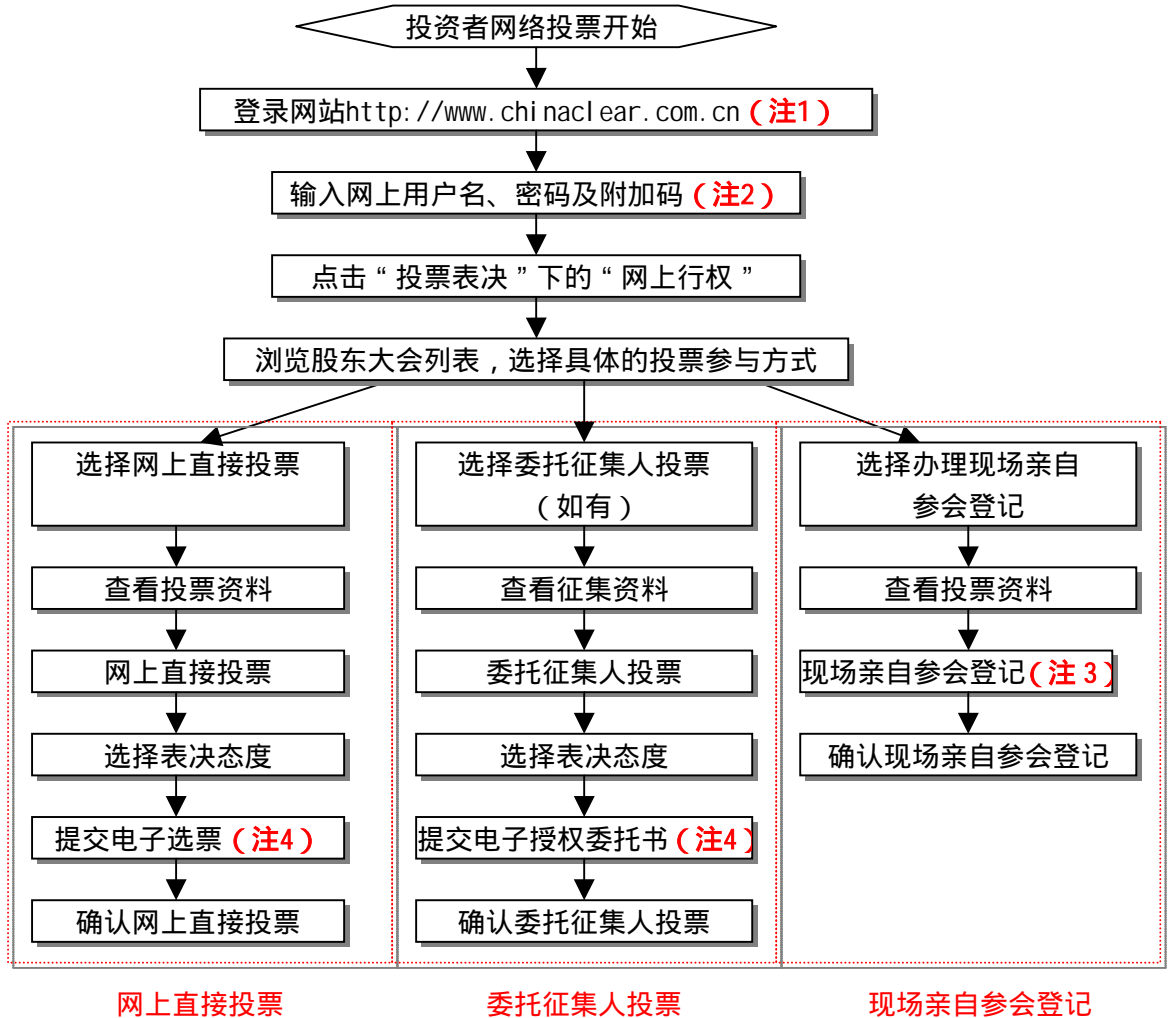 投资者网络投票开始
登录网站http://www.chinaclear.com.cn（注1）
输入网上用户名、密码及附加码（注2）
点击“投票表决”下的“网上行权”
浏览股东大会列表，选择具体的投票参与方式
选择网上直接投票
查看投票资料
网上直接投票
选择表决态度
提交电子选票（注4）
确认网上直接投票
网上直接投票
选择委托征集人投票
（如有）
查看征集资料
委托征集人投票
选择表决态度
提交电子授权委托书（注4）
确认委托征集人投票
委托征集人投票
选择办理现场亲自
参会登记
查看投票资料
现场亲自参会登记（注 3）
确认现场亲自参会登记
现场亲自参会登记